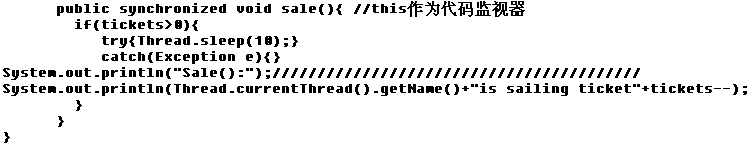 public synchronized void sale(){ //this作为代码监视器
if(tickets>0){
try{Thread.sleep(10);}
catch(Exception e){}
System.out.println("Sale():");/////////////////////////////////////////
System.out.println(Thread.currentThread().getName()+"is sailing ticket"+tickets--);
}
}
}